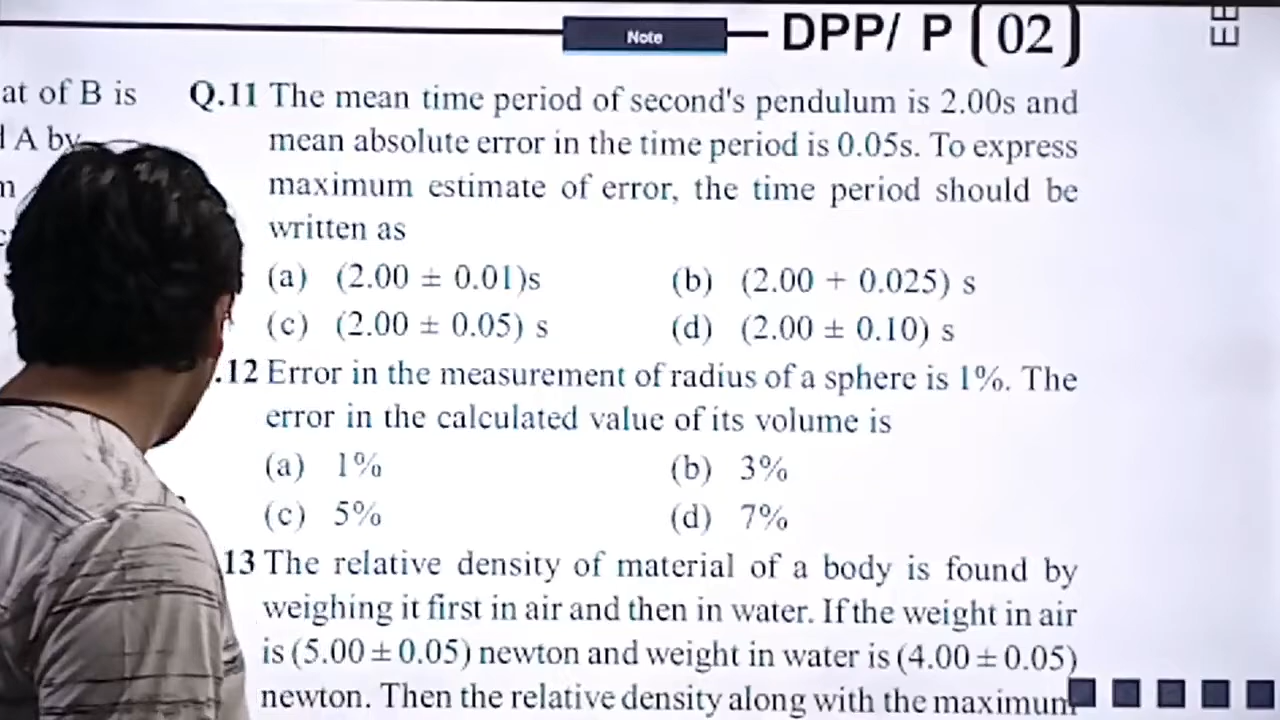 Note
DPP/ P [02]
at of B is
A by
Q.11 The mean time period of second's pendulum is 2.00s and
mean absolute error in the time period is 0.05s. To express
maximum estimate of error, the time period should be
written as
(a) (2.00 ± 0.01)s (b) (2.00 + 0.025) s
(c) (2.00 ± 0.05) s (d) (2.00 ± 0.10) s
.12 Error in the measurement of radius of a sphere is 1%. The
error in the calculated value of its volume is
(a) 1% (b) 3%
(c) 5% (d) 7%
13 The relative density of material of a body is found by
weighing it first in air and then in water. If the weight in air
is (5.00 ± 0.05) newton and weight in water is (4.00 ± 0.05)
newton. Then the relative density along with the maximum